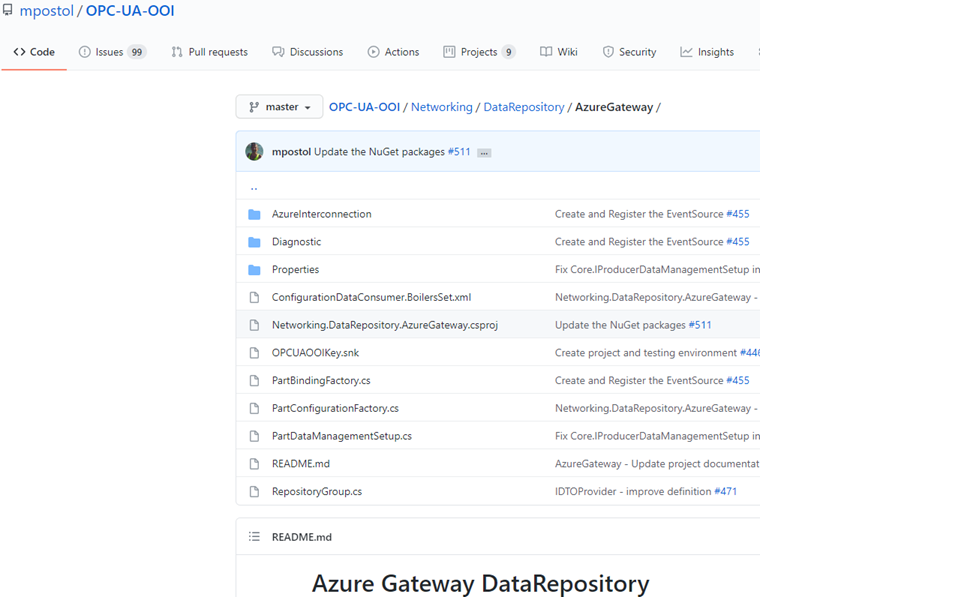 mpostol / OPC-UA-OOI
Code Issues 99 Pull requests Discussions Actions Projects 9 Wiki Security Insights
master OPC-UA-OOI / Networking / DataRepository / AzureGateway /
mpostol Update the NuGet packages #511 ...
..
AzureInterconnection Create and Register the EventSource #455
Diagnostic Create and Register the EventSource #455
Properties Fix Core.IProducerDataManagementSetup in
ConfigurationDataConsumer.BoilersSet.xml Networking.DataRepository.AzureGateway -
Networking.DataRepository.AzureGateway.csproj Update the NuGet packages #511
OPCUAOOIKey.snk Create project and testing environment #446
PartBindingFactory.cs Create and Register the EventSource #455
PartConfigurationFactory.cs Networking.DataRepository.AzureGateway -
PartDataManagementSetup.cs Fix Core.IProducerDataManagementSetup in
README.md AzureGateway - Update project documentat
RepositoryGroup.cs IDTOProvider - improve definition #471
README.md
Azure Gateway DataRepository